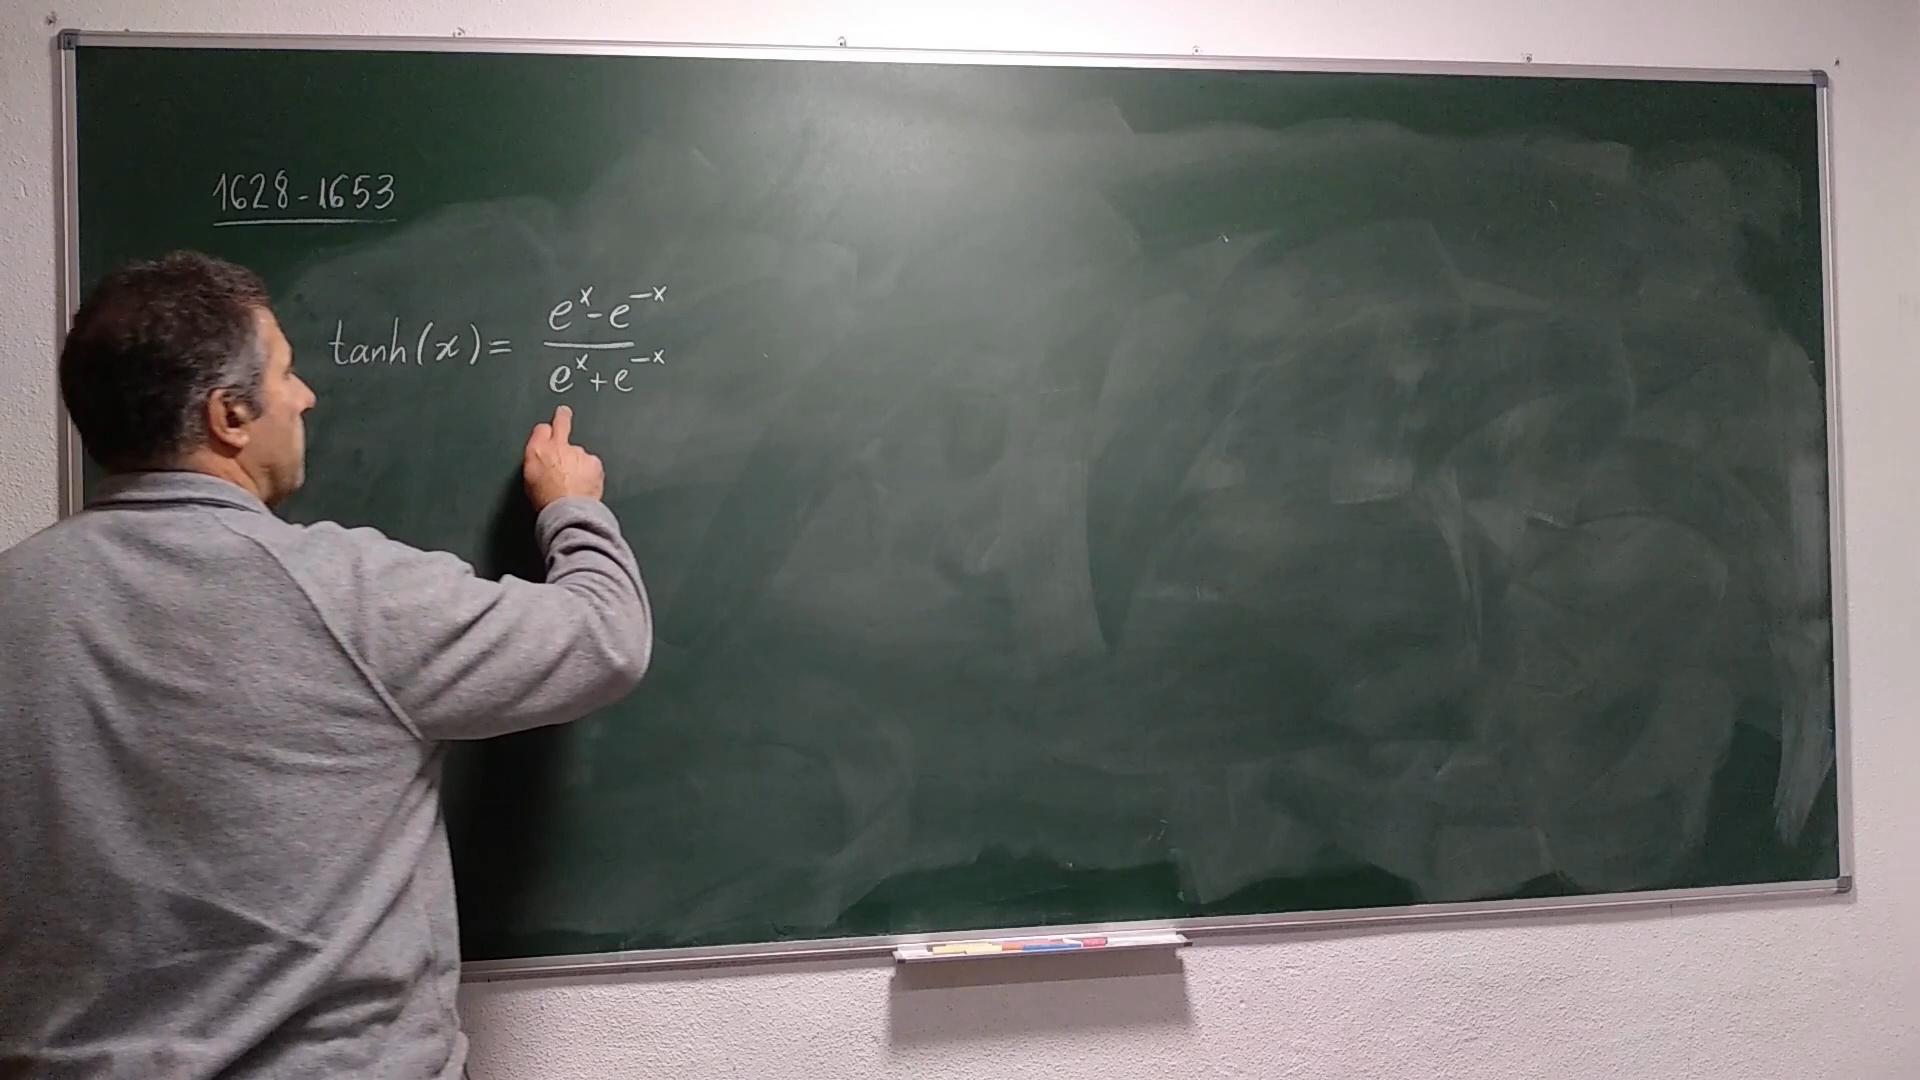 1628-1653
tanh(x) = (e^x - e^-x)/(e^x + e^-x)